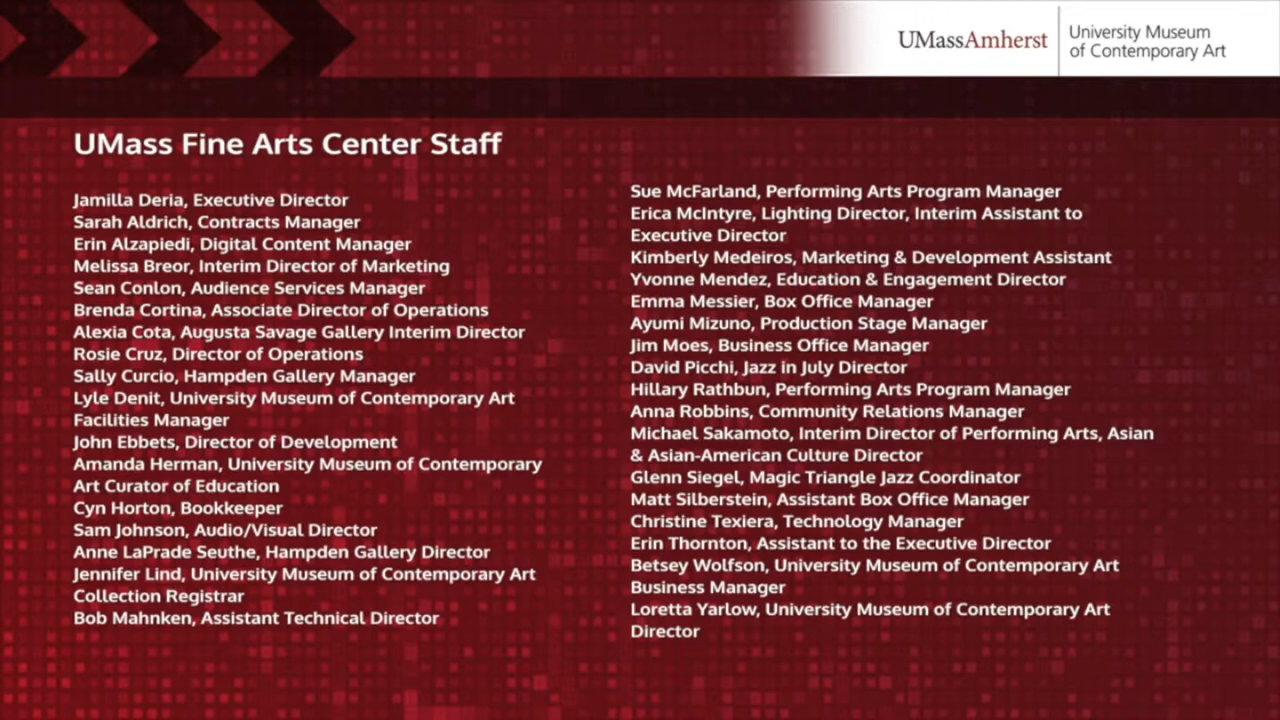 UMassAmherst
University Museum
of Contemporary Art
UMass Fine Arts Center Staff
Jamilla Deria, Executive Director
Sarah Aldrich, Contracts Manager
Erin Alzapiedi, Digital Content Manager
Melissa Breor, Interim Director of Marketing
Sean Conlon, Audience Services Manager
Brenda Cortina, Associate Director of Operations
Alexia Cota, Augusta Savage Gallery Interim Director
Rosie Cruz, Director of Operations
Sally Curcio, Hampden Gallery Manager
Lyle Denit, University Museum of Contemporary Art
Facilities Manager
John Ebbets, Director of Development
Amanda Herman, University Museum of Contemporary
Art Curator of Education
Cyn Horton, Bookkeeper
Sam Johnson, Audio/Visual Director
Anne LaPrade Seuthe, Hampden Gallery Director
Jennifer Lind, University Museum of Contemporary Art
Collection Registrar
Bob Mahnken, Assistant Technical Director
Sue McFarland, Performing Arts Program Manager
Erica McIntyre, Lighting Director, Interim Assistant to
Executive Director
Kimberly Medeiros, Marketing & Development Assistant
Yvonne Mendez, Education & Engagement Director
Emma Messier, Box Office Manager
Ayumi Mizuno, Production Stage Manager
Jim Moes, Business Office Manager
David Picchi, Jazz in July Director
Hillary Rathbun, Performing Arts Program Manager
Anna Robbins, Community Relations Manager
Michael Sakamoto, Interim Director of Performing Arts, Asian
& Asian-American Culture Director
Glenn Siegel, Magic Triangle Jazz Coordinator
Matt Silberstein, Assistant Box Office Manager
Christine Texiera, Technology Manager
Erin Thornton, Assistant to the Executive Director
Betsey Wolfson, University Museum of Contemporary Art
Business Manager
Loretta Yarlow, University Museum of Contemporary Art
Director